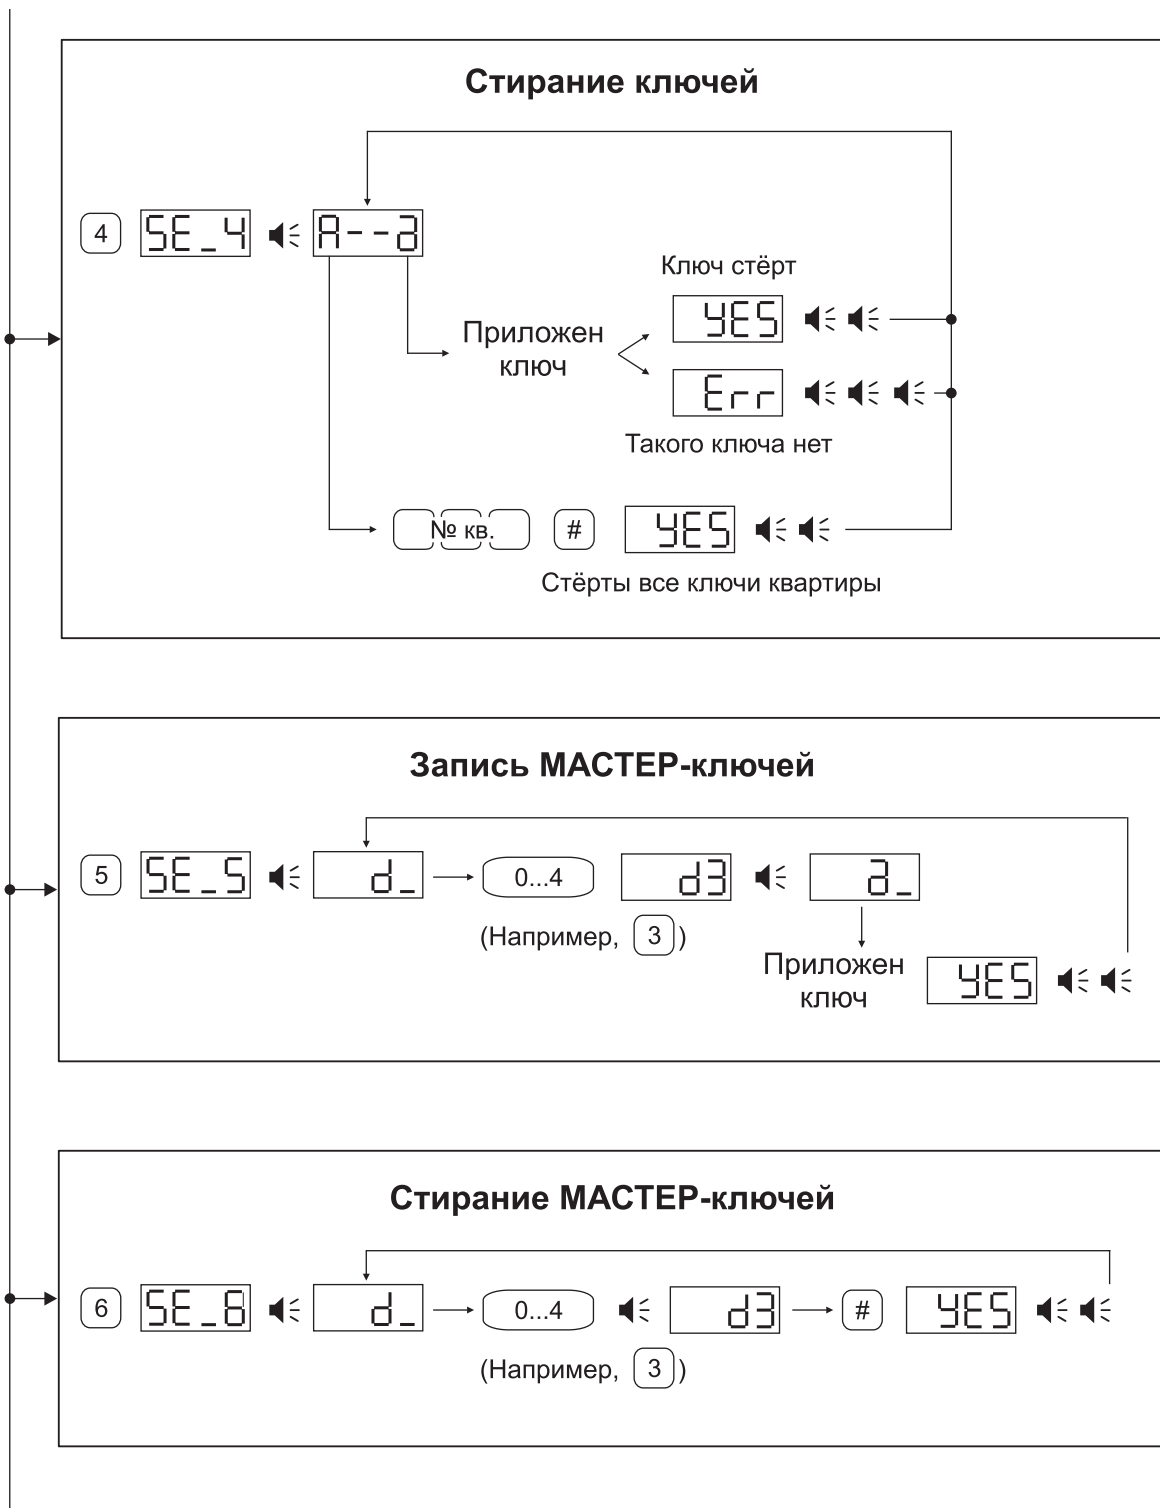 Стирание ключей
4 SE_4 A--a
Ключ стёрт
YES
Приложен
ключ
Err
Такого ключа нет
№ кв. # YES
Стёрты все ключи квартиры
Запись МАСТЕР-ключей
5 SE_5 d_ 0...4 d3 a_
(Например, 3)
Приложен
ключ
YES
Стирание МАСТЕР-ключей
6 SE_6 d_ 0...4 d3 # YES
(Например, 3)